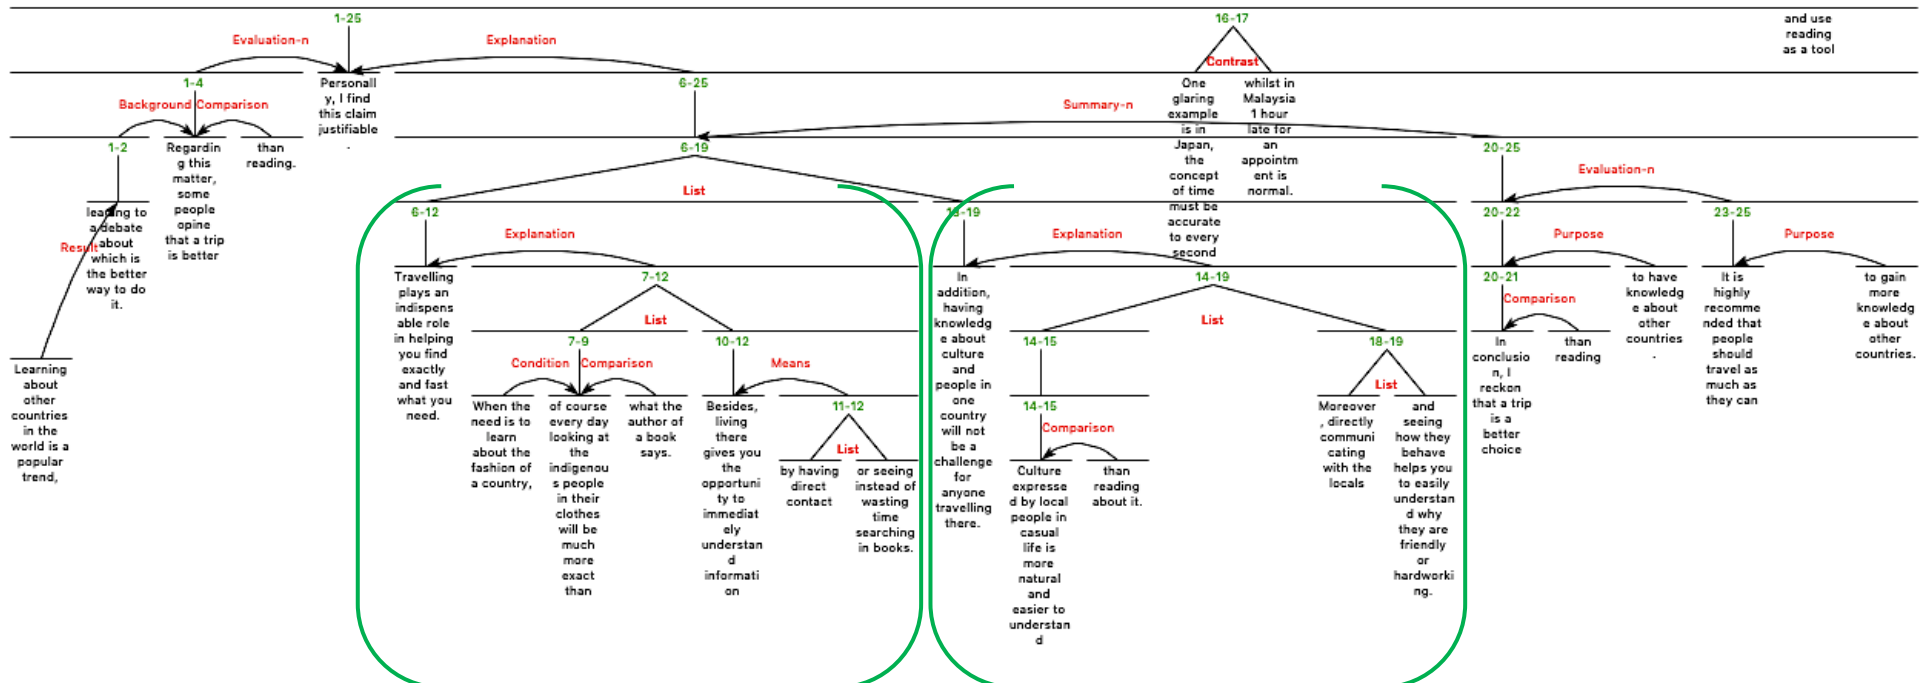 1-25
16-17
and use
reading
as a tool
Evaluation-n
Explanation
Contrast
1-4
Personall
y, I find
this claim
justifiable
.
6-25
One
glaring
example
is in
Japan,
the
concept
of time
must be
accurate
to every
second
whilst in
Malaysia
1 hour
late for
an
appointm
ent is
normal.
Background
Comparison
Summary-n
1-2
Regardin
g this
matter,
some
people
opine
that a trip
is better
than
reading.
6-19
20-25
List
Evaluation-n
leading to
a debate
about
which is
the better
way to do
it.
Result
Learning
about
other
countries
in the
world is a
popular
trend,
6-12
13-19
20-22
23-25
Explanation
Explanation
Purpose
Purpose
Travelling
plays an
indispens
able role
in helping
you find
exactly
and fast
what you
need.
7-12
In
addition,
having
knowledg
e about
culture
and
people in
one
country
will not
be a
challenge
for
anyone
travelling
there.
14-19
20-21
to have
knowledg
e about
other
countries
.
It is
highly
recomme
nded that
people
should
travel as
much as
they can
to gain
more
knowledg
e about
other
countries.
List
List
Comparison
7-9
10-12
14-15
18-19
In
conclusio
n, I
reckon
that a trip
is a
better
choice
than
reading
Condition
Comparison
Means
List
When the
need is to
learn
about the
fashion of
a country,
of course
every day
looking at
the
indigenou
s people
in their
clothes
will be
much
more
exact
than
what the
author of
a book
says.
Besides,
living
there
gives you
the
opportuni
ty to
immediat
ely
understan
d
informati
on
11-12
List
by having
direct
contact
or seeing
instead of
wasting
time
searching
in books.
14-15
Comparison
Culture
expresse
d by local
people in
casual
life is
more
natural
and
easier to
understan
d
than
reading
about it.
Moreover
, directly
communi
cating
with the
locals
and
seeing
how they
behave
helps you
to easily
understan
d why
they are
friendly
or
hardworki
ng.